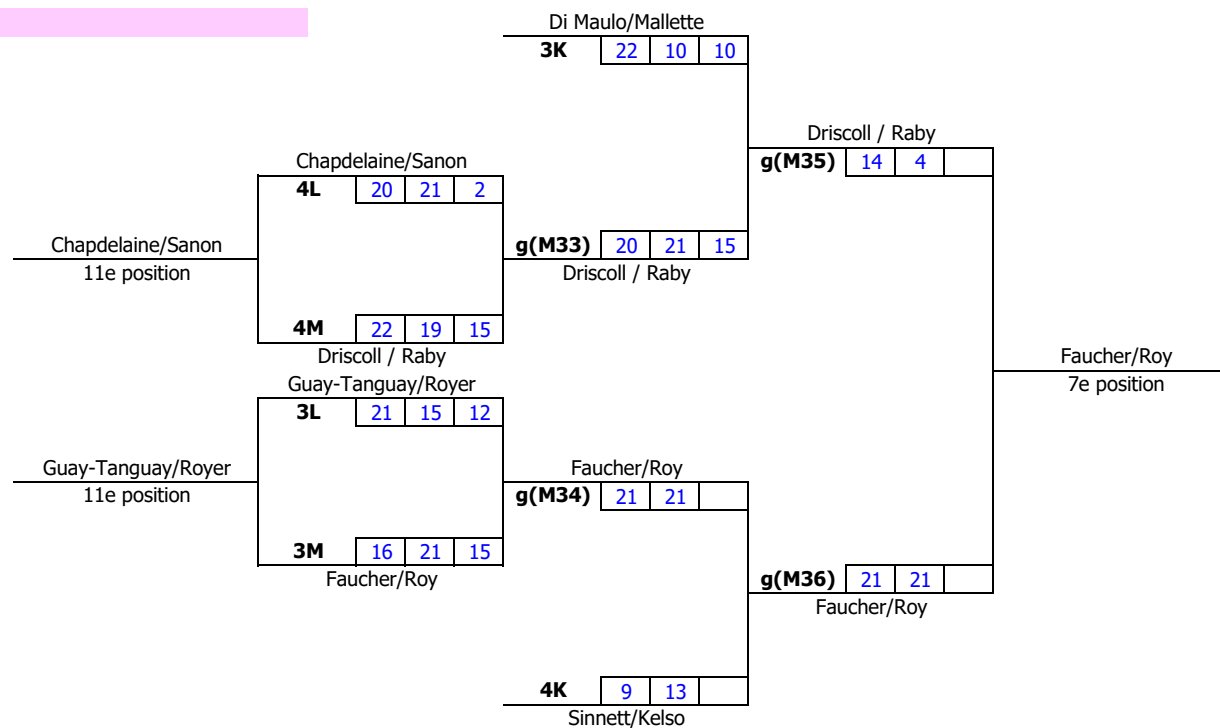 Di Maulo/Mallette
3K 22 10 10
Driscoll / Raby
g(M35) 14 4
Chapdelaine/Sanon
4L 20 21 2
Chapdelaine/Sanon
11e position
g(M33) 20 21 15
Driscoll / Raby
4M 22 19 15
Driscoll / Raby
Faucher/Roy
7e position
Guay-Tanguay/Royer
3L 21 15 12
Guay-Tanguay/Royer
11e position
Faucher/Roy
g(M34) 21 21
3M 16 21 15
Faucher/Roy
g(M36) 21 21
Faucher/Roy
4K 9 13
Sinnett/Kelso